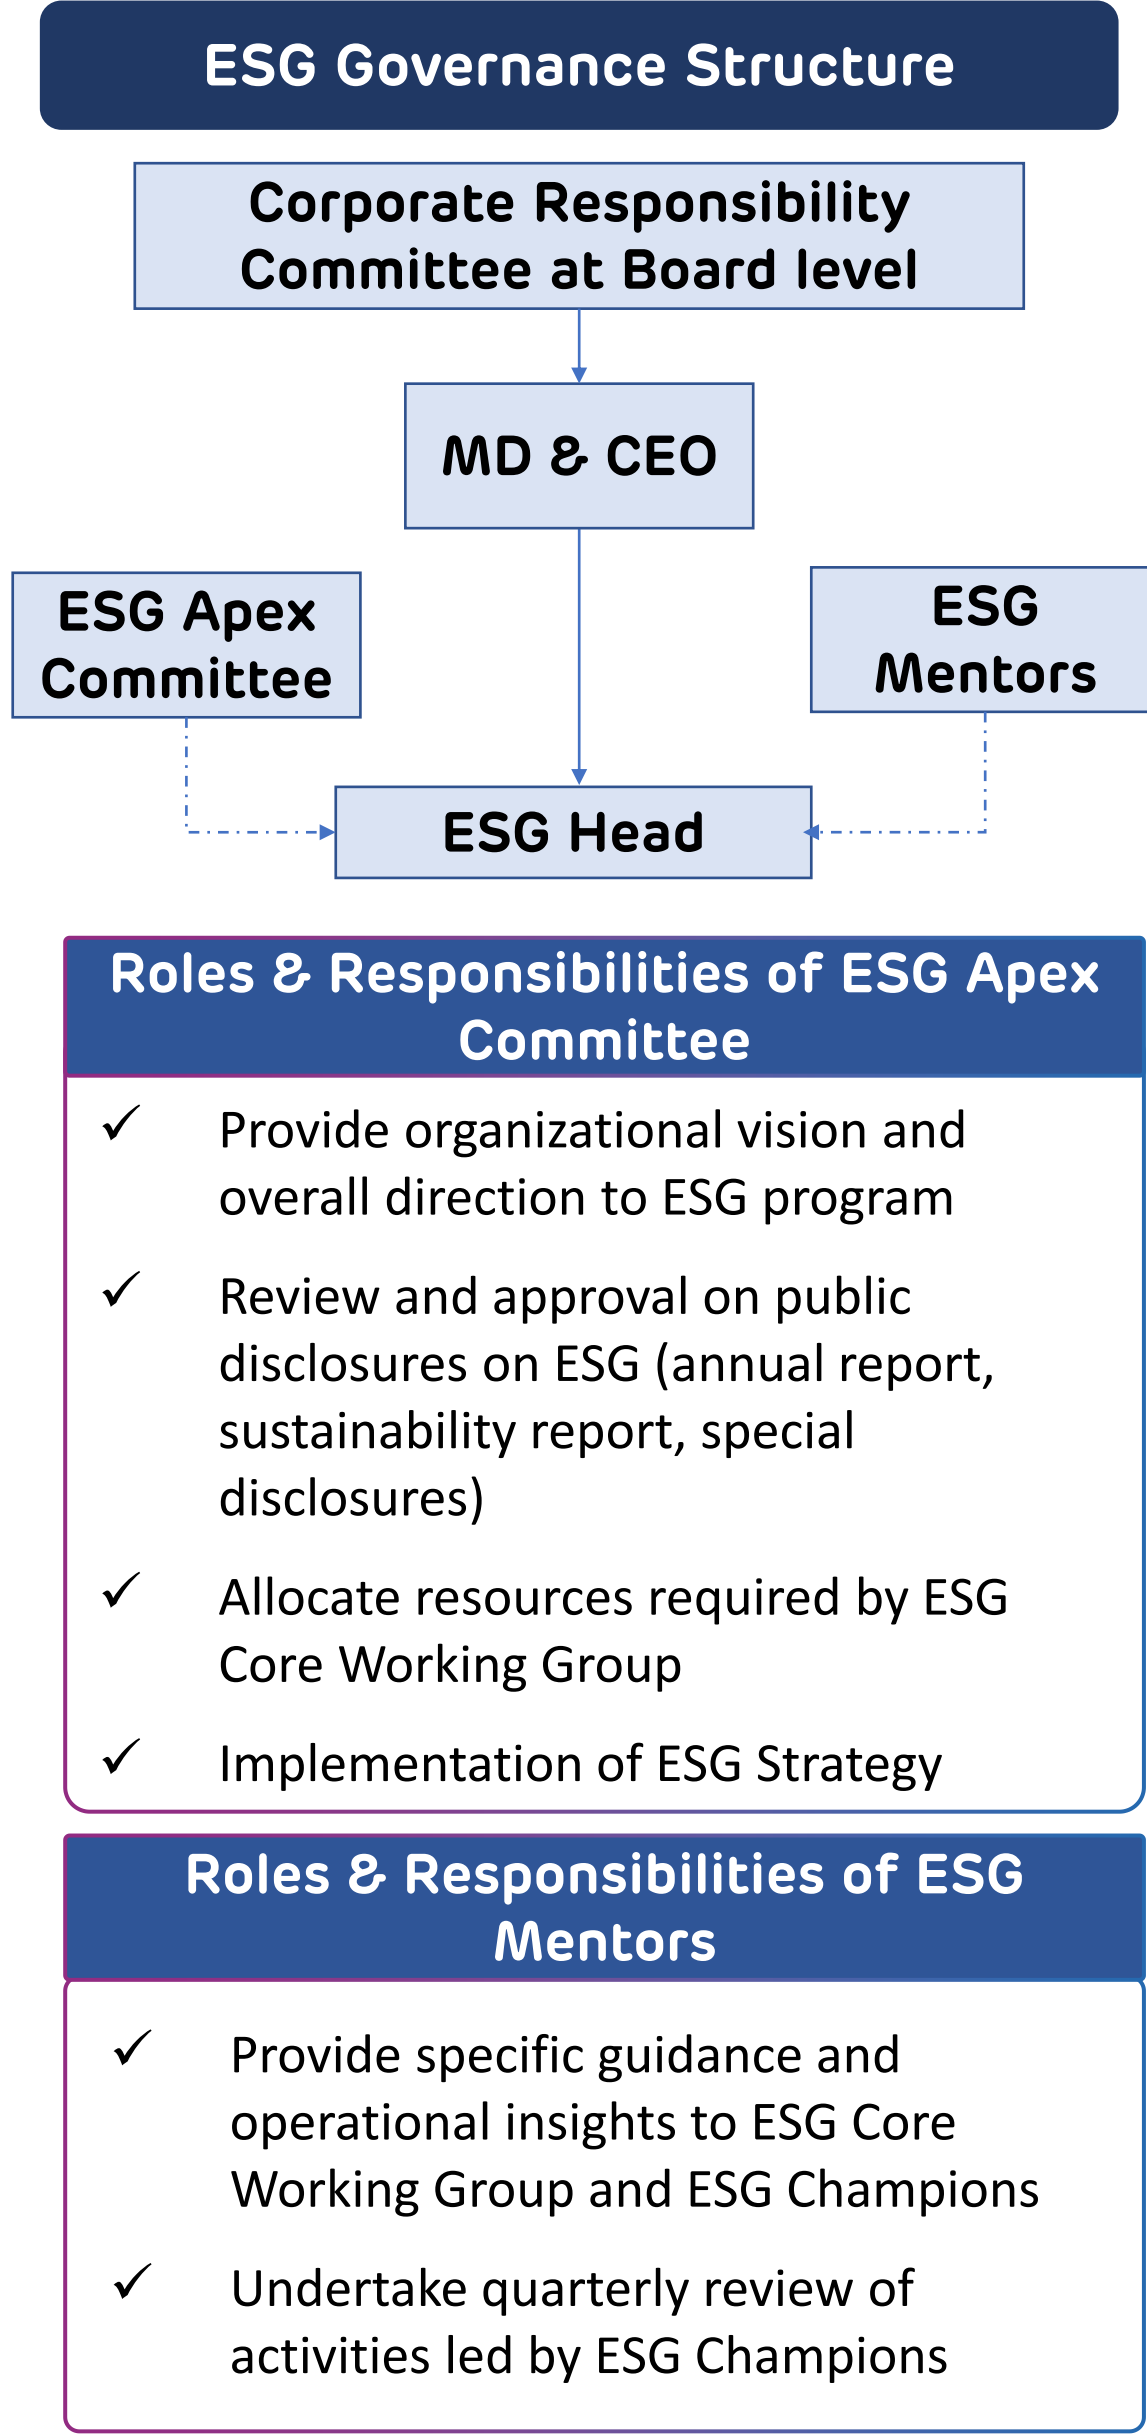 ESG Governance Structure
Corporate Responsibility
Committee at Board level
MD & CEO
ESG Apex
Committee
ESG
Mentors
ESG Head
Roles & Responsibilities of ESG Apex
Committee
✓ Provide organizational vision and
overall direction to ESG program
✓ Review and approval on public
disclosures on ESG (annual report,
sustainability report, special
disclosures)
✓ Allocate resources required by ESG
Core Working Group
✓ Implementation of ESG Strategy
Roles & Responsibilities of ESG
Mentors
✓ Provide specific guidance and
operational insights to ESG Core
Working Group and ESG Champions
✓ Undertake quarterly review of
activities led by ESG Champions